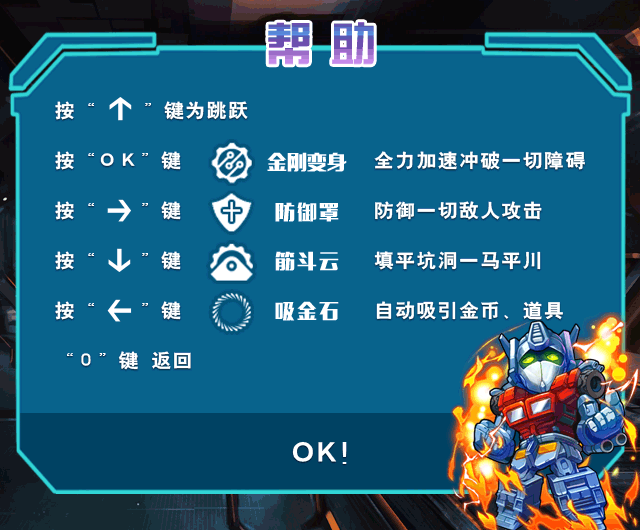 帮助
按“↑”键为跳跃
按“OK”键 金刚变身 全力加速冲破一切障碍
按“→”键 防御罩 防御一切敌人攻击
按“↓”键 筋斗云 填平坑洞一马平川
按“←”键 吸金石 自动吸引金币、道具
“0”键 返回
OK!